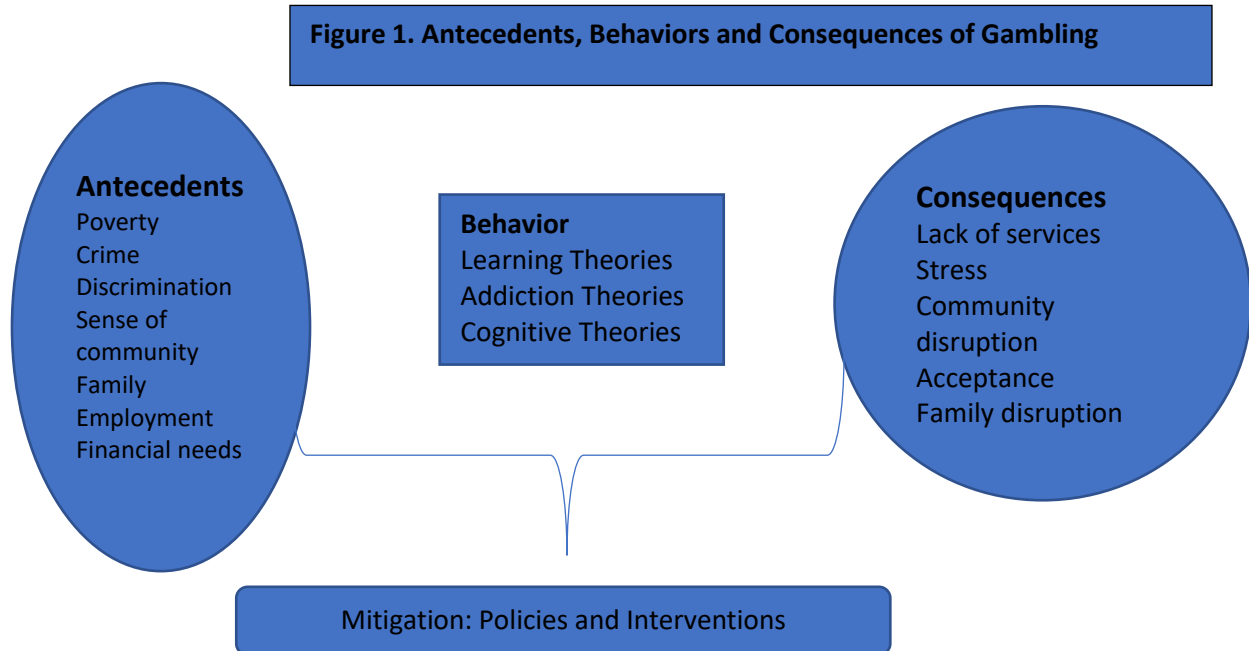 Figure 1. Antecedents, Behaviors and Consequences of Gambling
Antecedents
Poverty
Crime
Discrimination
Sense of
community
Family
Employment
Financial needs
Behavior
Learning Theories
Addiction Theories
Cognitive Theories
Consequences
Lack of services
Stress
Community
disruption
Acceptance
Family disruption
Mitigation: Policies and Interventions